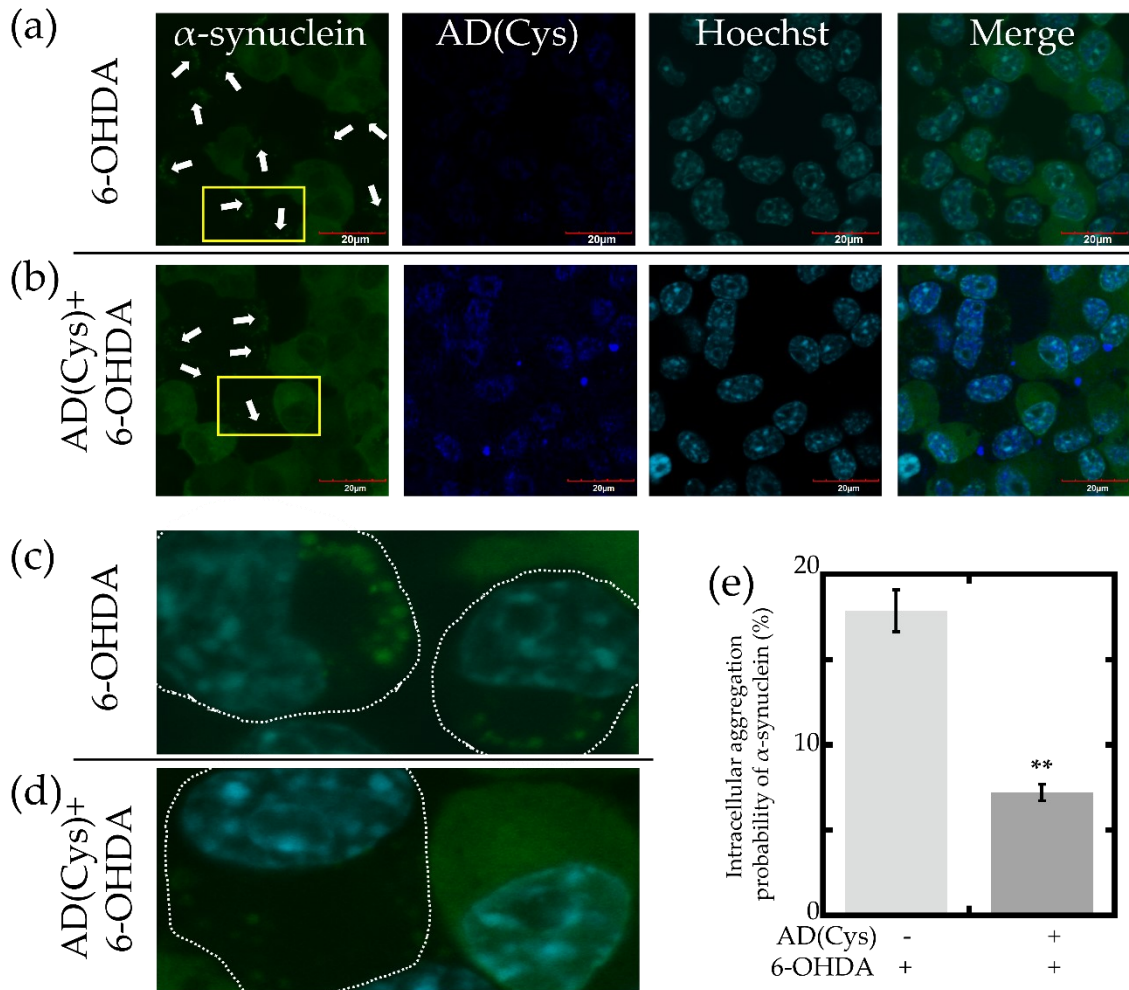 (a)
α-synuclein
AD(Cys)
Hoechst
Merge
6-OHDA
20μm
20μm
20μm
20μm
(b)
AD(Cys)+
6-OHDA
20μm
20μm
20μm
20μm
(c)
6-OHDA
(d)
AD(Cys)+
6-OHDA
(e)
Intracellular aggregation
probability of α-synuclein (%)
20
10
0
**
AD(Cys) - +
6-OHDA + +